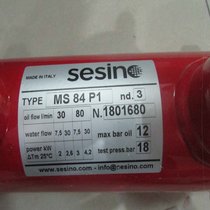 MADE IN ITALY
sesino
TYPE MS 84 P1 nd. 3
oil flow l/min 30 80 N. 1801680
water flow 7,5 30 7,5 30 max bar oil 12
power kW ΔTm 25°C 2 2,6 3 4,2 test press.bar 18
www.sesino.com - info@sesino.com